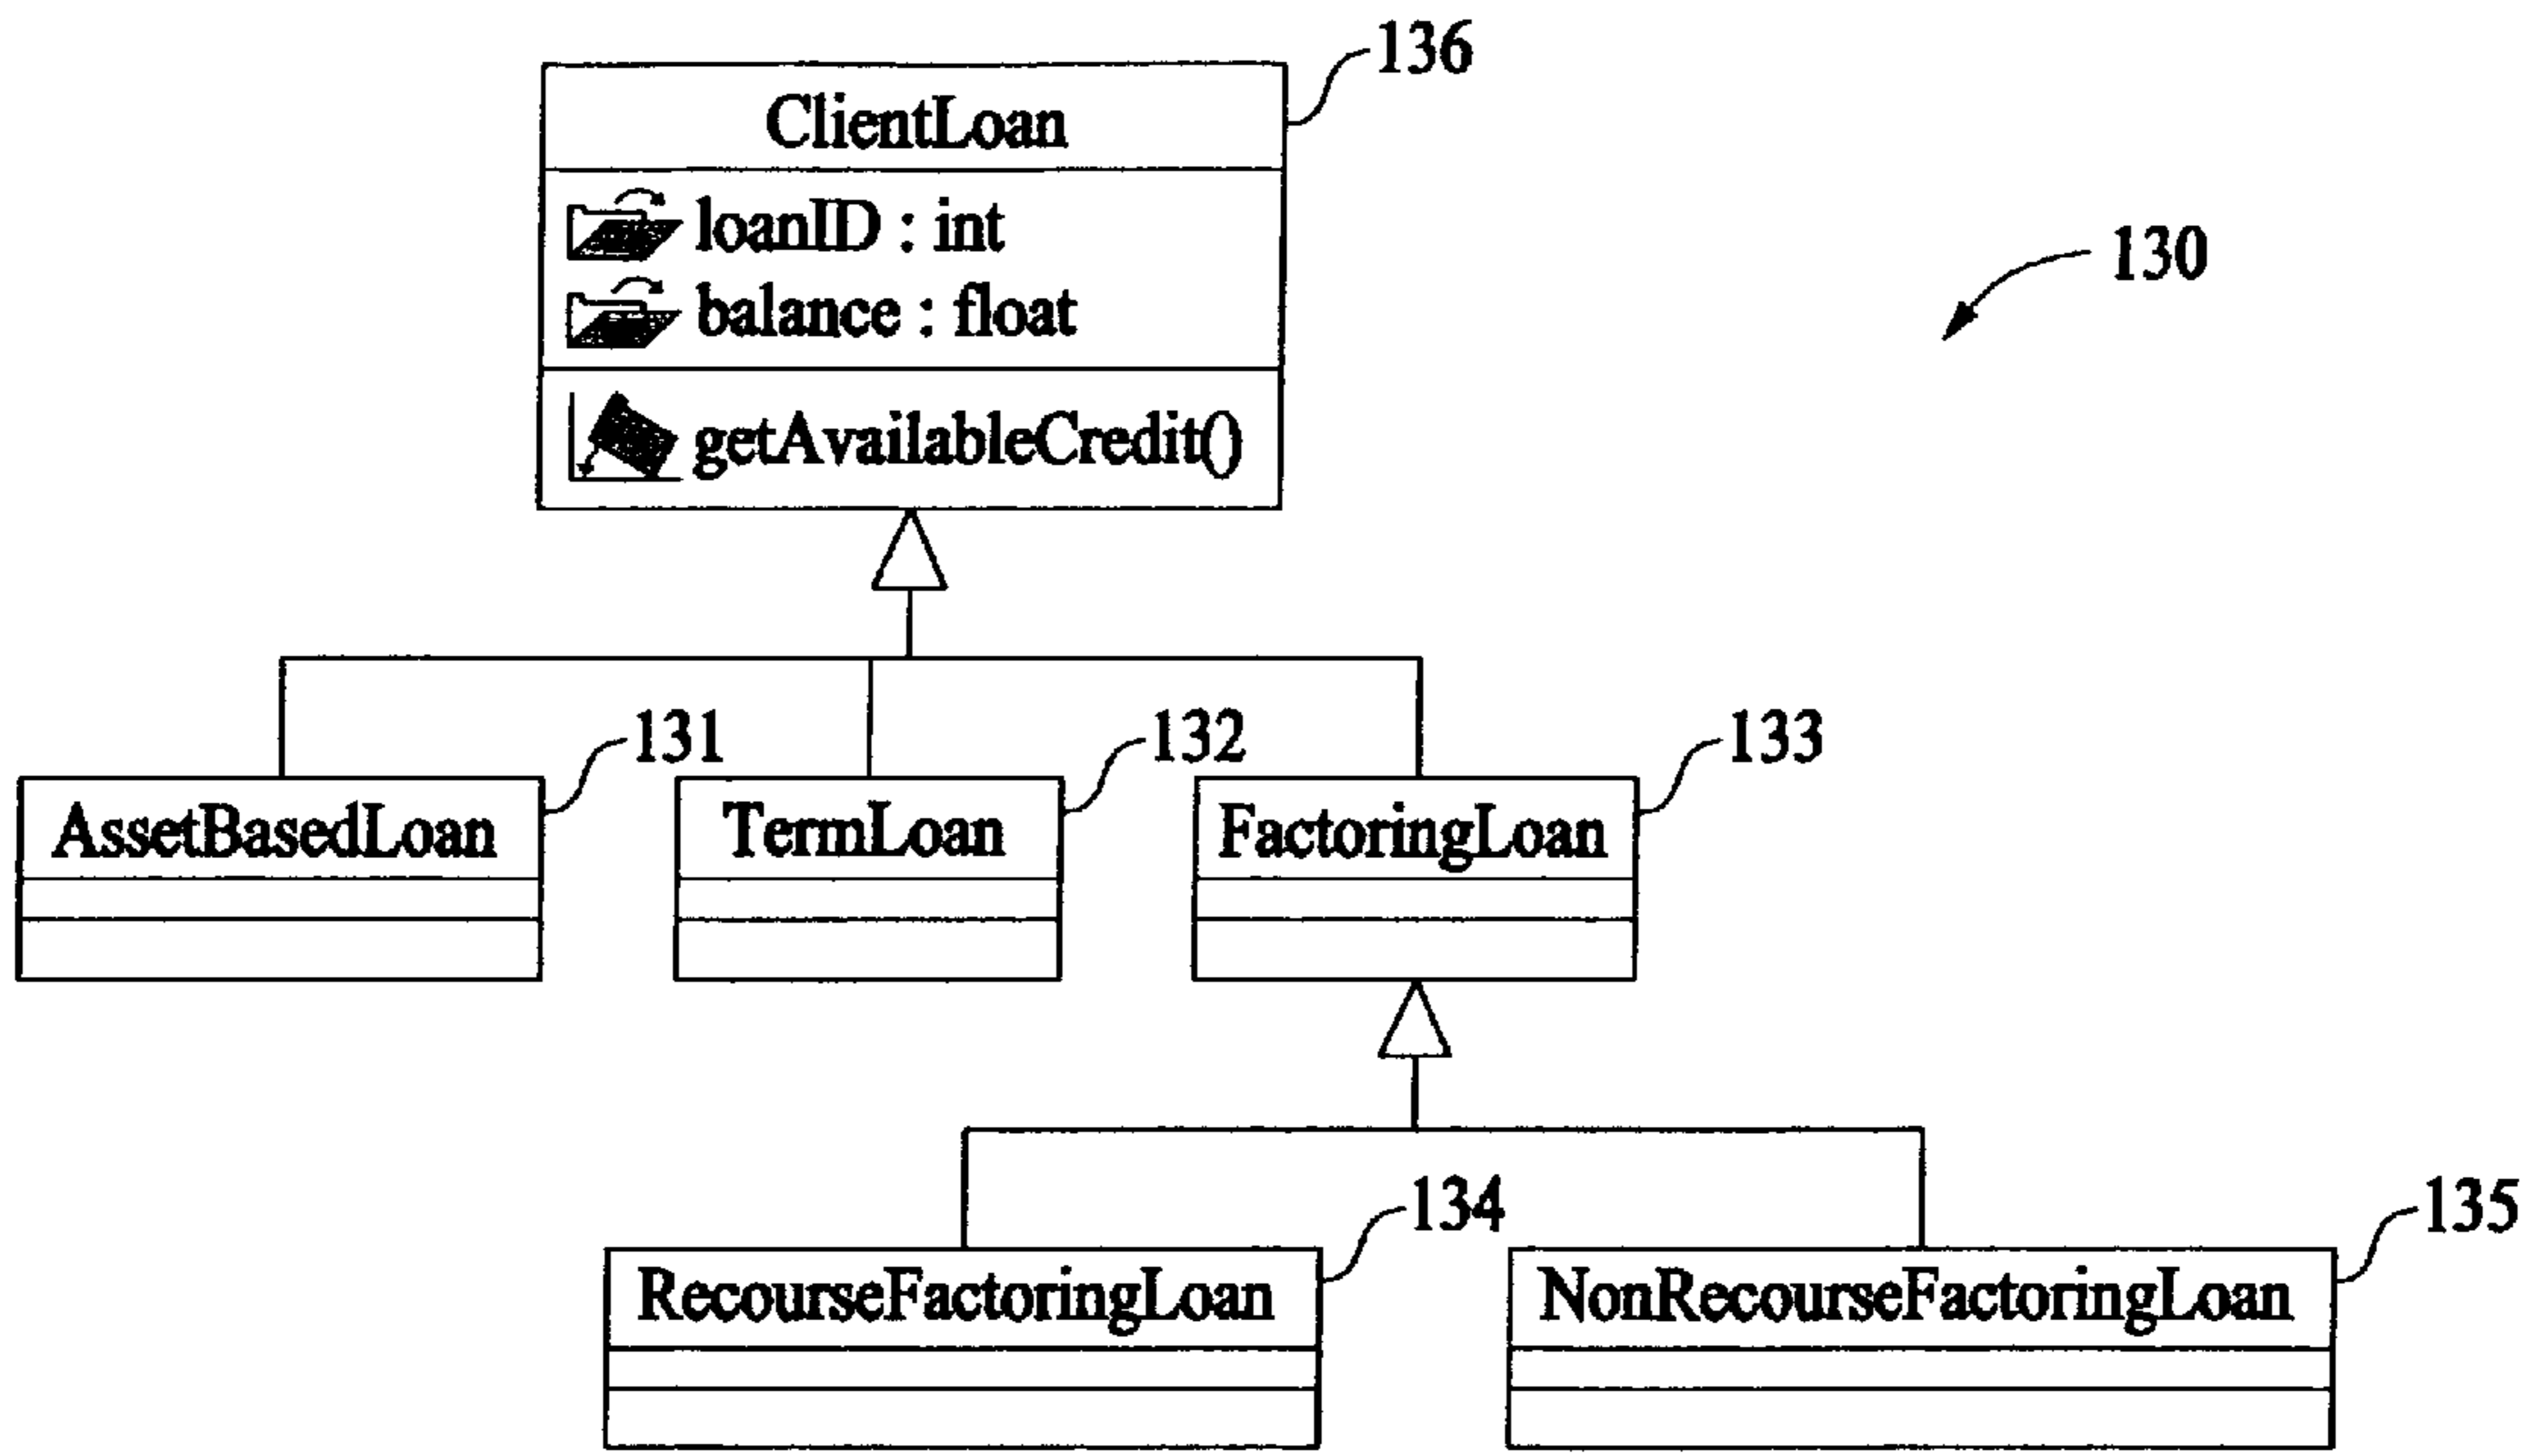 136
ClientLoan
loanID : int
balance : float
getAvailableCredit()
130
131
132
133
AssetBasedLoan
TermLoan
FactoringLoan
134
135
RecourseFactoringLoan
NonRecourseFactoringLoan